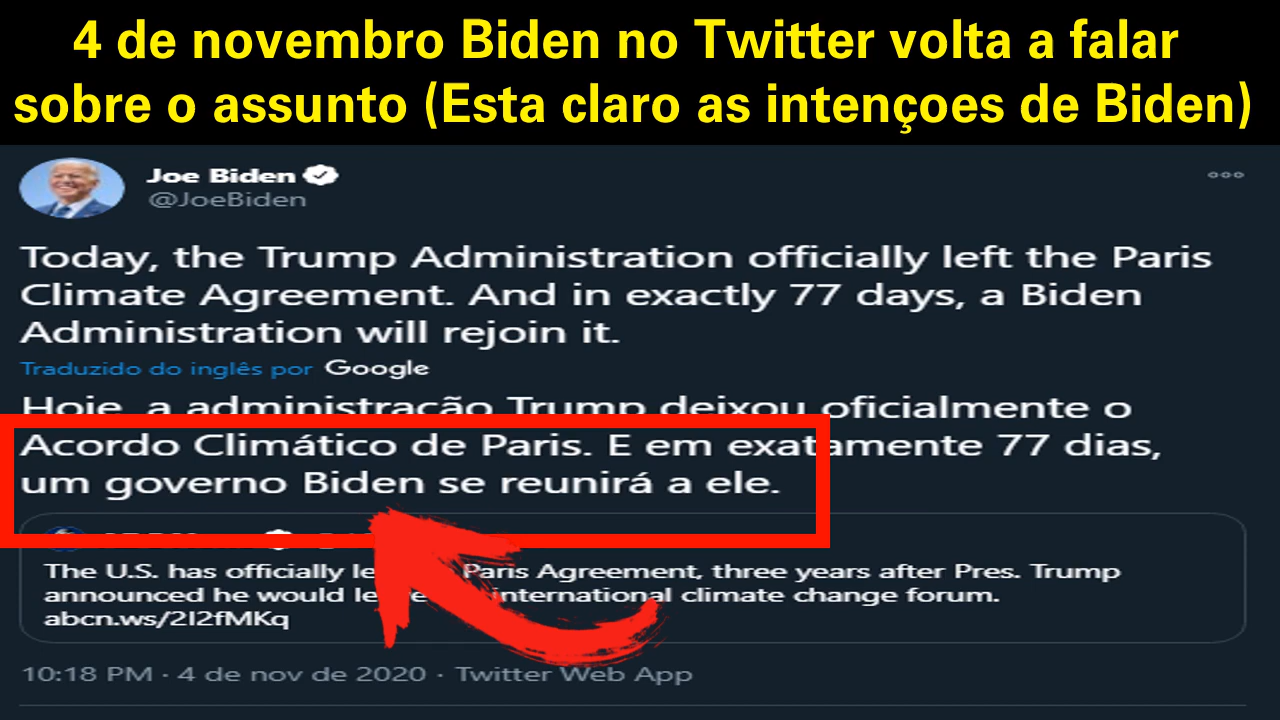 4 de novembro Biden no Twitter volta a falar
sobre o assunto (Esta claro as intençoes de Biden)
Joe Biden
@JoeBiden
Today, the Trump Administration officially left the Paris
Climate Agreement. And in exactly 77 days, a Biden
Administration will rejoin it.
Traduzido do inglês por Google
Hoje, a administração Trump deixou oficialmente o
Acordo Climático de Paris. E em exatamente 77 dias,
um governo Biden se reunirá a ele.
The U.S. has officially Paris Agreement, three years after Pres. Trump
announced he would international climate change forum.
abcn.ws/2I2fMKq
10:18 PM · 4 de nov de 2020 · Twitter Web App